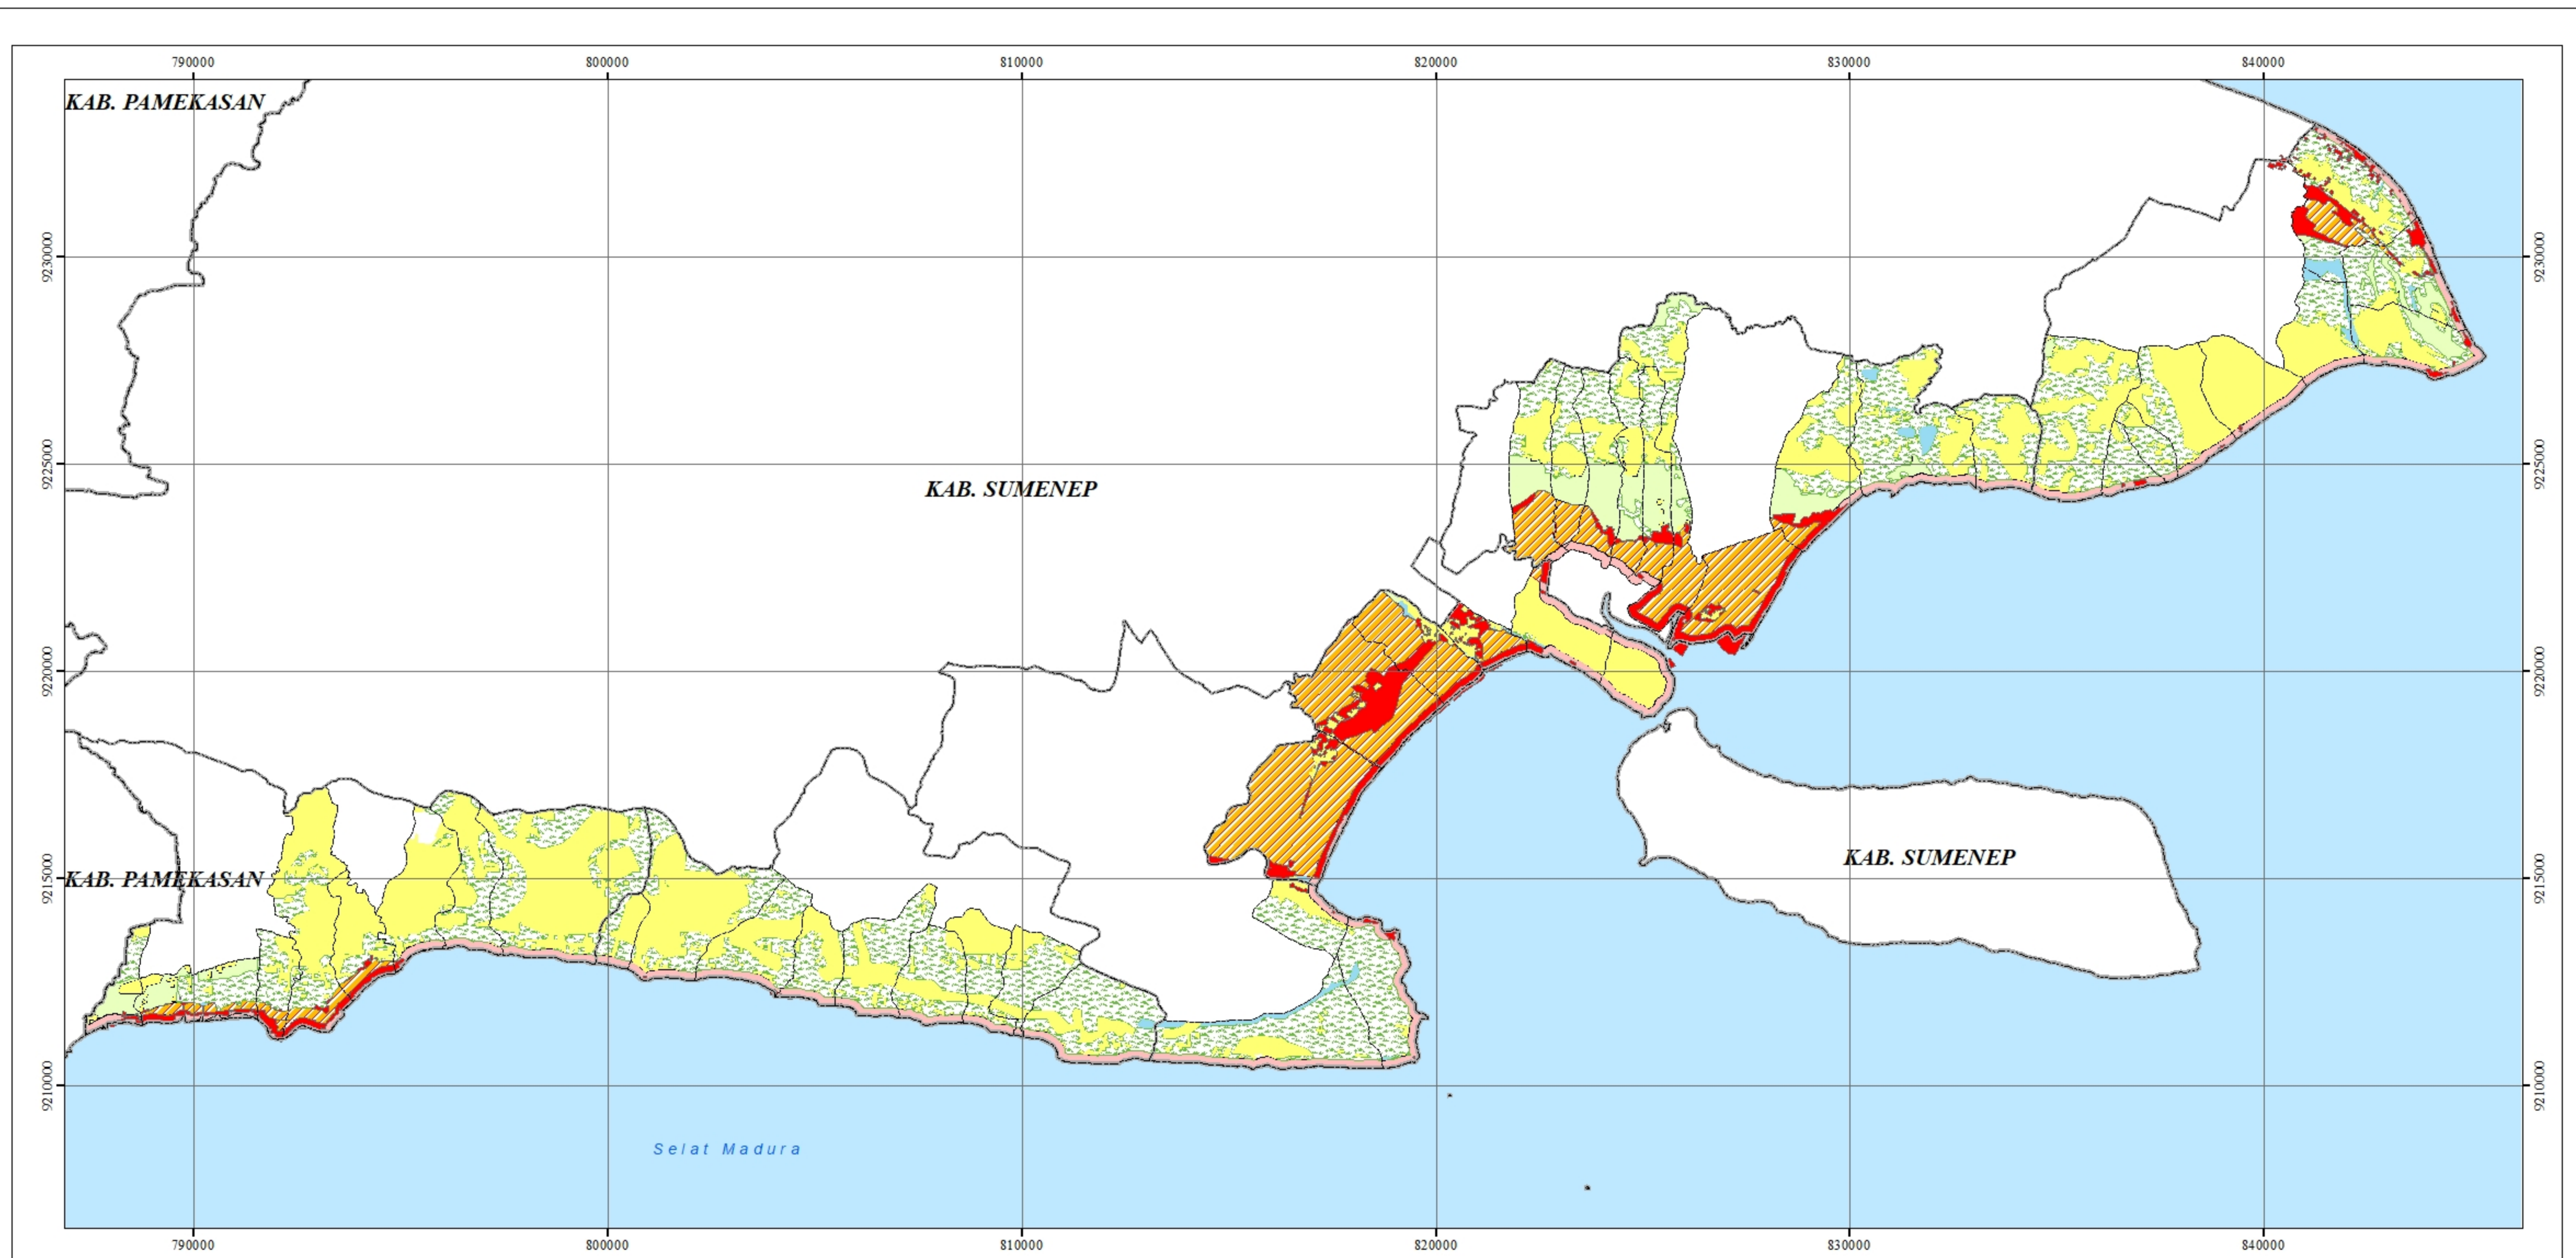 790000 800000 810000 820000 830000 840000
KAB. PAMEKASAN
9230000 9230000
9225000 9225000
KAB. SUMENEP
9220000 9220000
KAB. SUMENEP
9215000 KAB. PAMEKASAN 9215000
9210000 9210000
Selat Madura
790000 800000 810000 820000 830000 840000